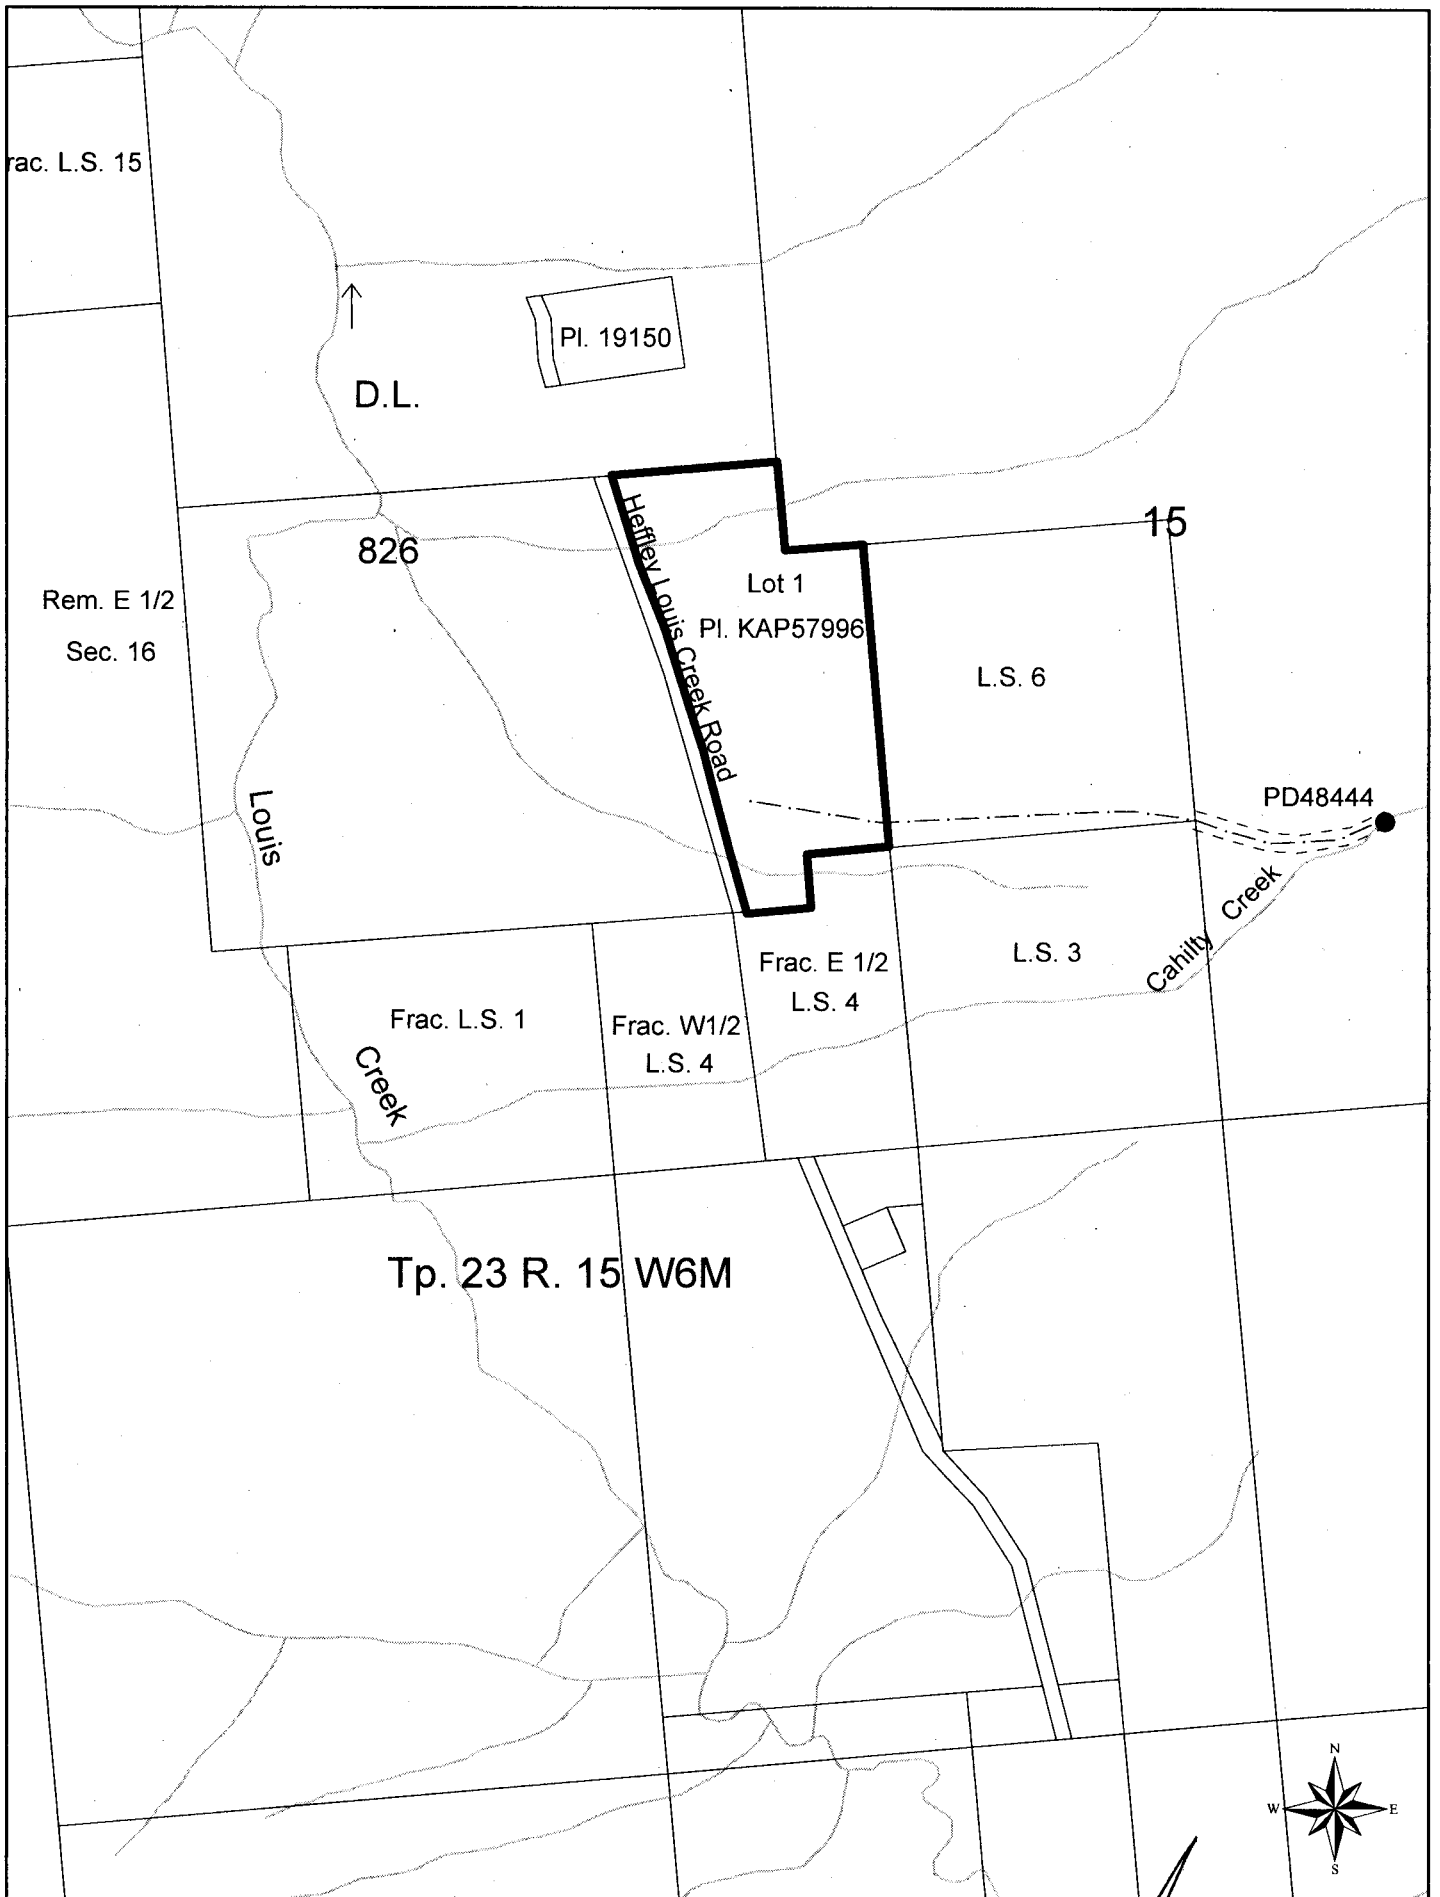 rac. L.S. 15
Pl. 19150
D.L.
826
15
Heffley Louis Creek Road
Lot 1
Pl. KAP57996
Rem. E 1/2
Sec. 16
L.S. 6
PD48444
Louis
Creek
Cahilty Creek
Frac. E 1/2
L.S. 4
L.S. 3
Frac. L.S. 1
Frac. W1/2
L.S. 4
Tp. 23 R. 15 W6M
N
W E
S